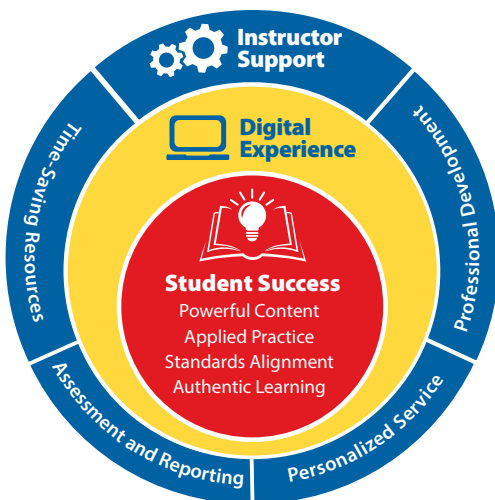 Instructor
Support
Digital
Experience
Student Success
Powerful Content
Applied Practice
Standards Alignment
Authentic Learning
Time-Saving Resources
Professional Development
Assessment and Reporting
Personalized Service